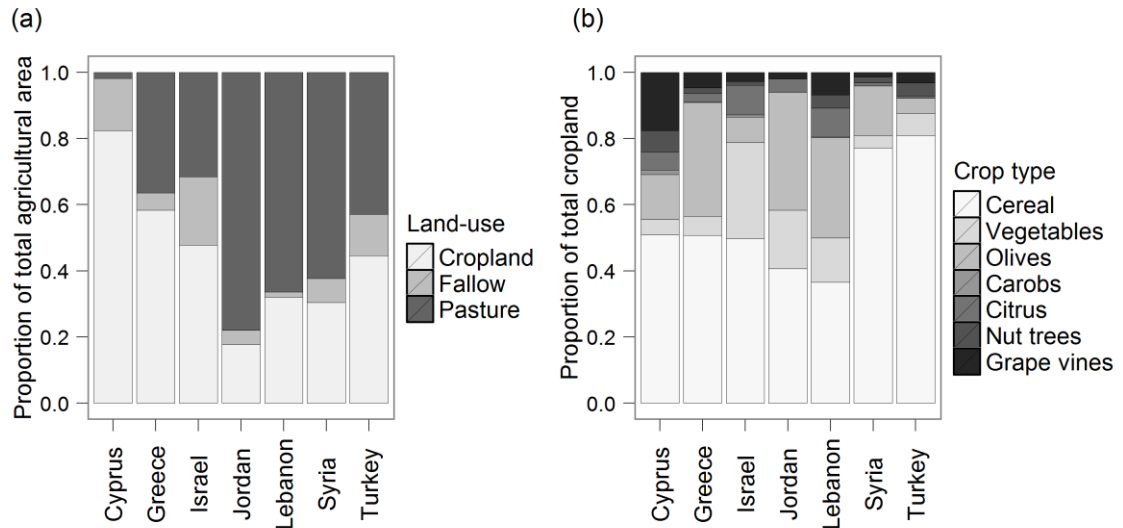 (a)
Proportion of total agricultural area
1.0
0.8
0.6
0.4
0.2
0.0
Cyprus
Greece
Israel
Jordan
Lebanon
Syria
Turkey
Land-use
Cropland
Fallow
Pasture
(b)
Proportion of total cropland
1.0
0.8
0.6
0.4
0.2
0.0
Cyprus
Greece
Israel
Jordan
Lebanon
Syria
Turkey
Crop type
Cereal
Vegetables
Olives
Carobs
Citrus
Nut trees
Grape vines